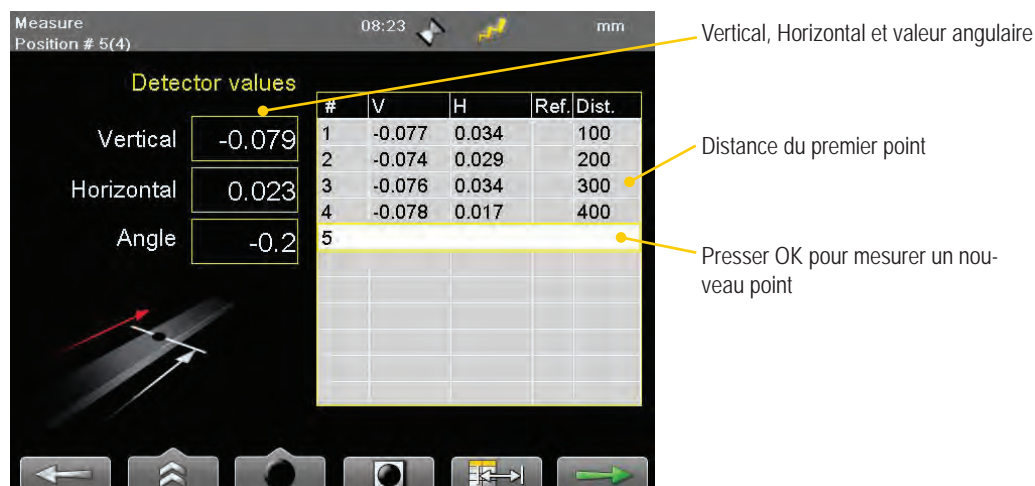 Measure 08:23 mm
Position # 5(4)
Detector values
Vertical -0.079
Horizontal 0.023
Angle -0.2
# V H Ref. Dist.
1 -0.077 0.034 100
2 -0.074 0.029 200
3 -0.076 0.034 300
4 -0.078 0.017 400
5
Vertical, Horizontal et valeur angulaire
Distance du premier point
Presser OK pour mesurer un nou-
veau point